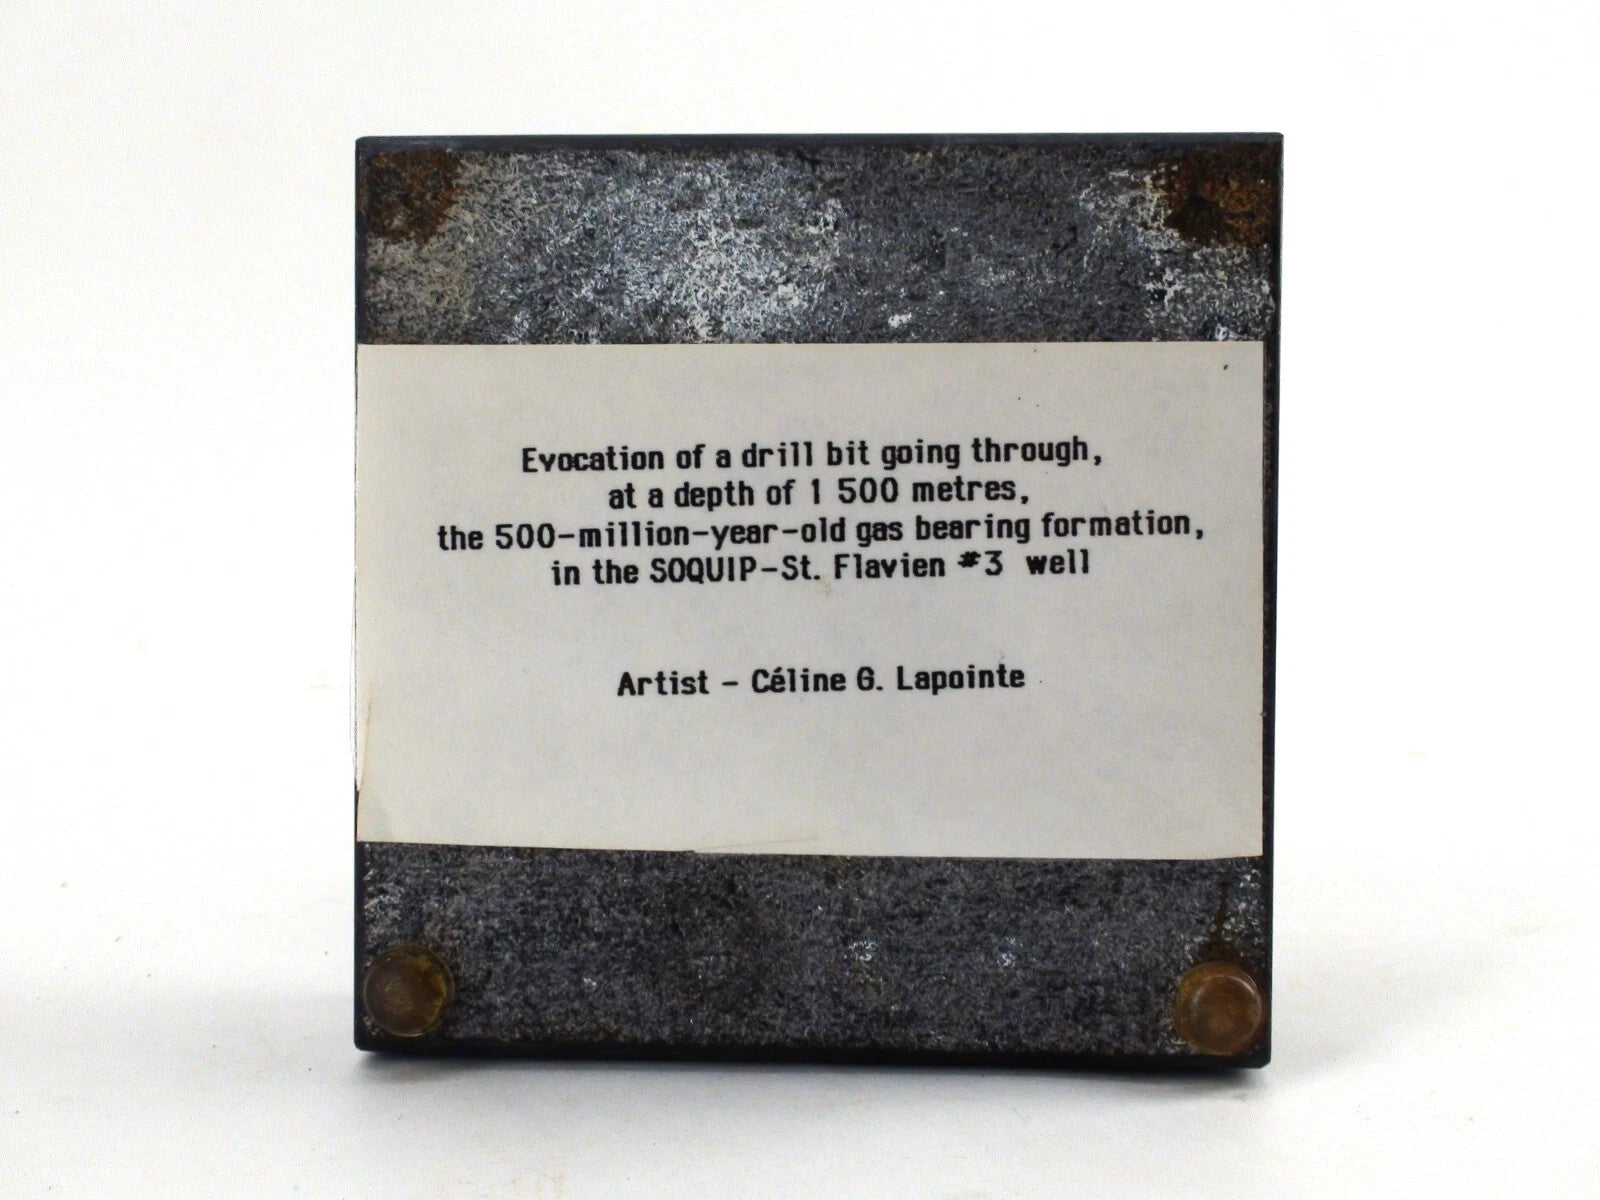 Evocation of a drill bit going through,
at a depth of 1 500 metres,
the 500-million-year-old gas bearing formation,
in the SOQUIP-St. Flavien #3 well
Artist - Céline G. Lapointe